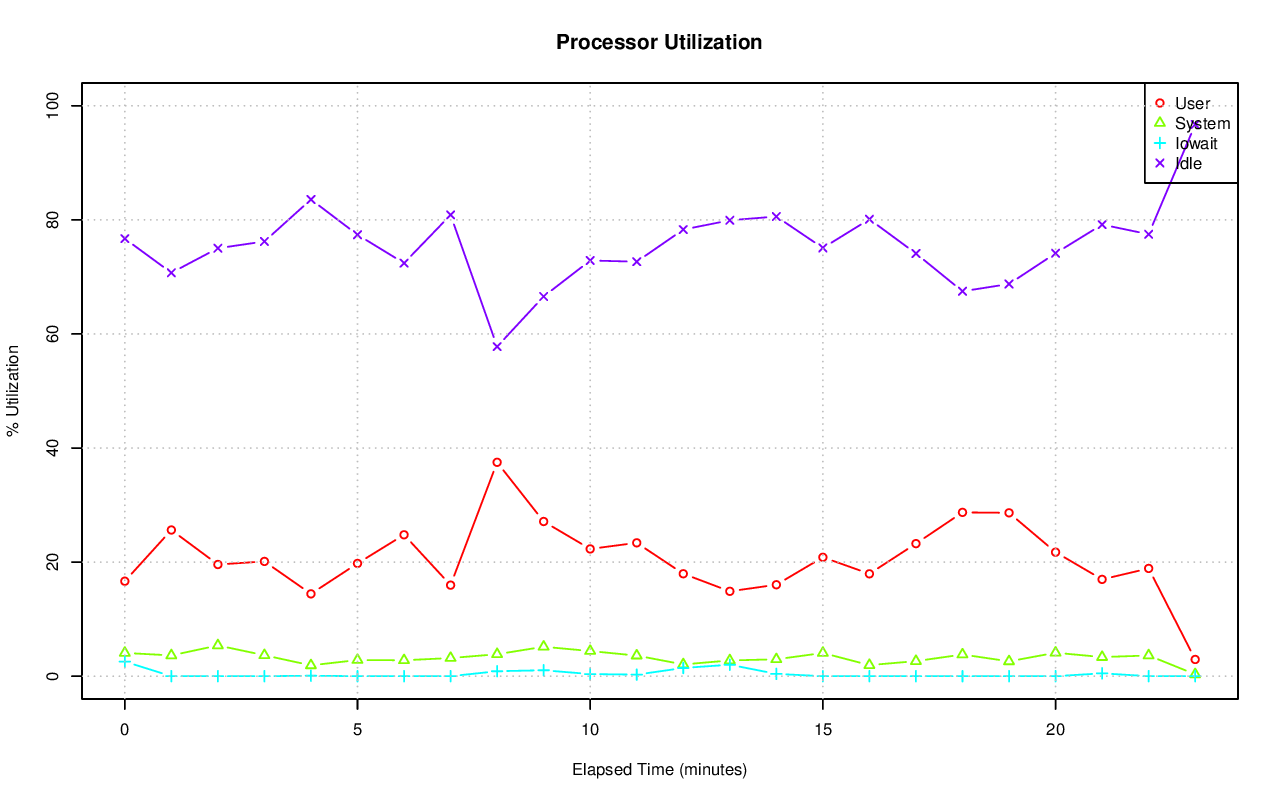 Processor Utilization
User
System
Iowait
Idle
% Utilization
100
80
60
40
20
0
0 5 10 15 20
Elapsed Time (minutes)